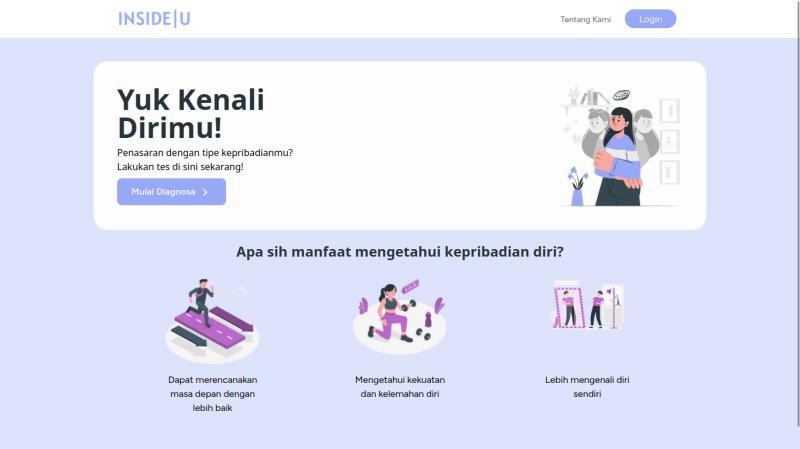 INSIDE|U
Tentang Kami
Login
Yuk Kenali
Dirimu!
Penasaran dengan tipe kepribadianmu?
Lakukan tes di sini sekarang!
Mulai Diagnosa
Apa sih manfaat mengetahui kepribadian diri?
Dapat merencanakan
masa depan dengan
lebih baik
Mengetahui kekuatan
dan kelemahan diri
Lebih mengenali diri
sendiri